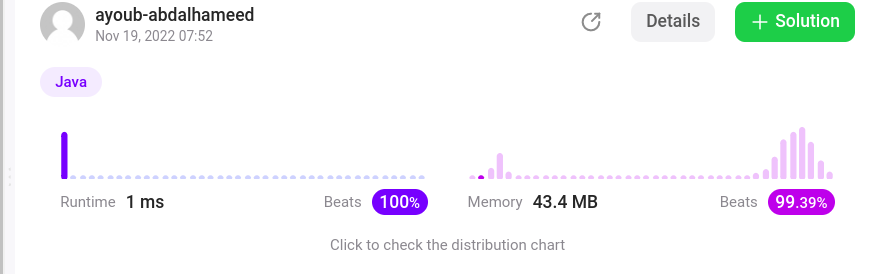 ayoub-abdalhameed
Nov 19, 2022 07:52
Details
+ Solution
Java
Runtime 1 ms Beats 100%
Memory 43.4 MB Beats 99.39%
Click to check the distribution chart